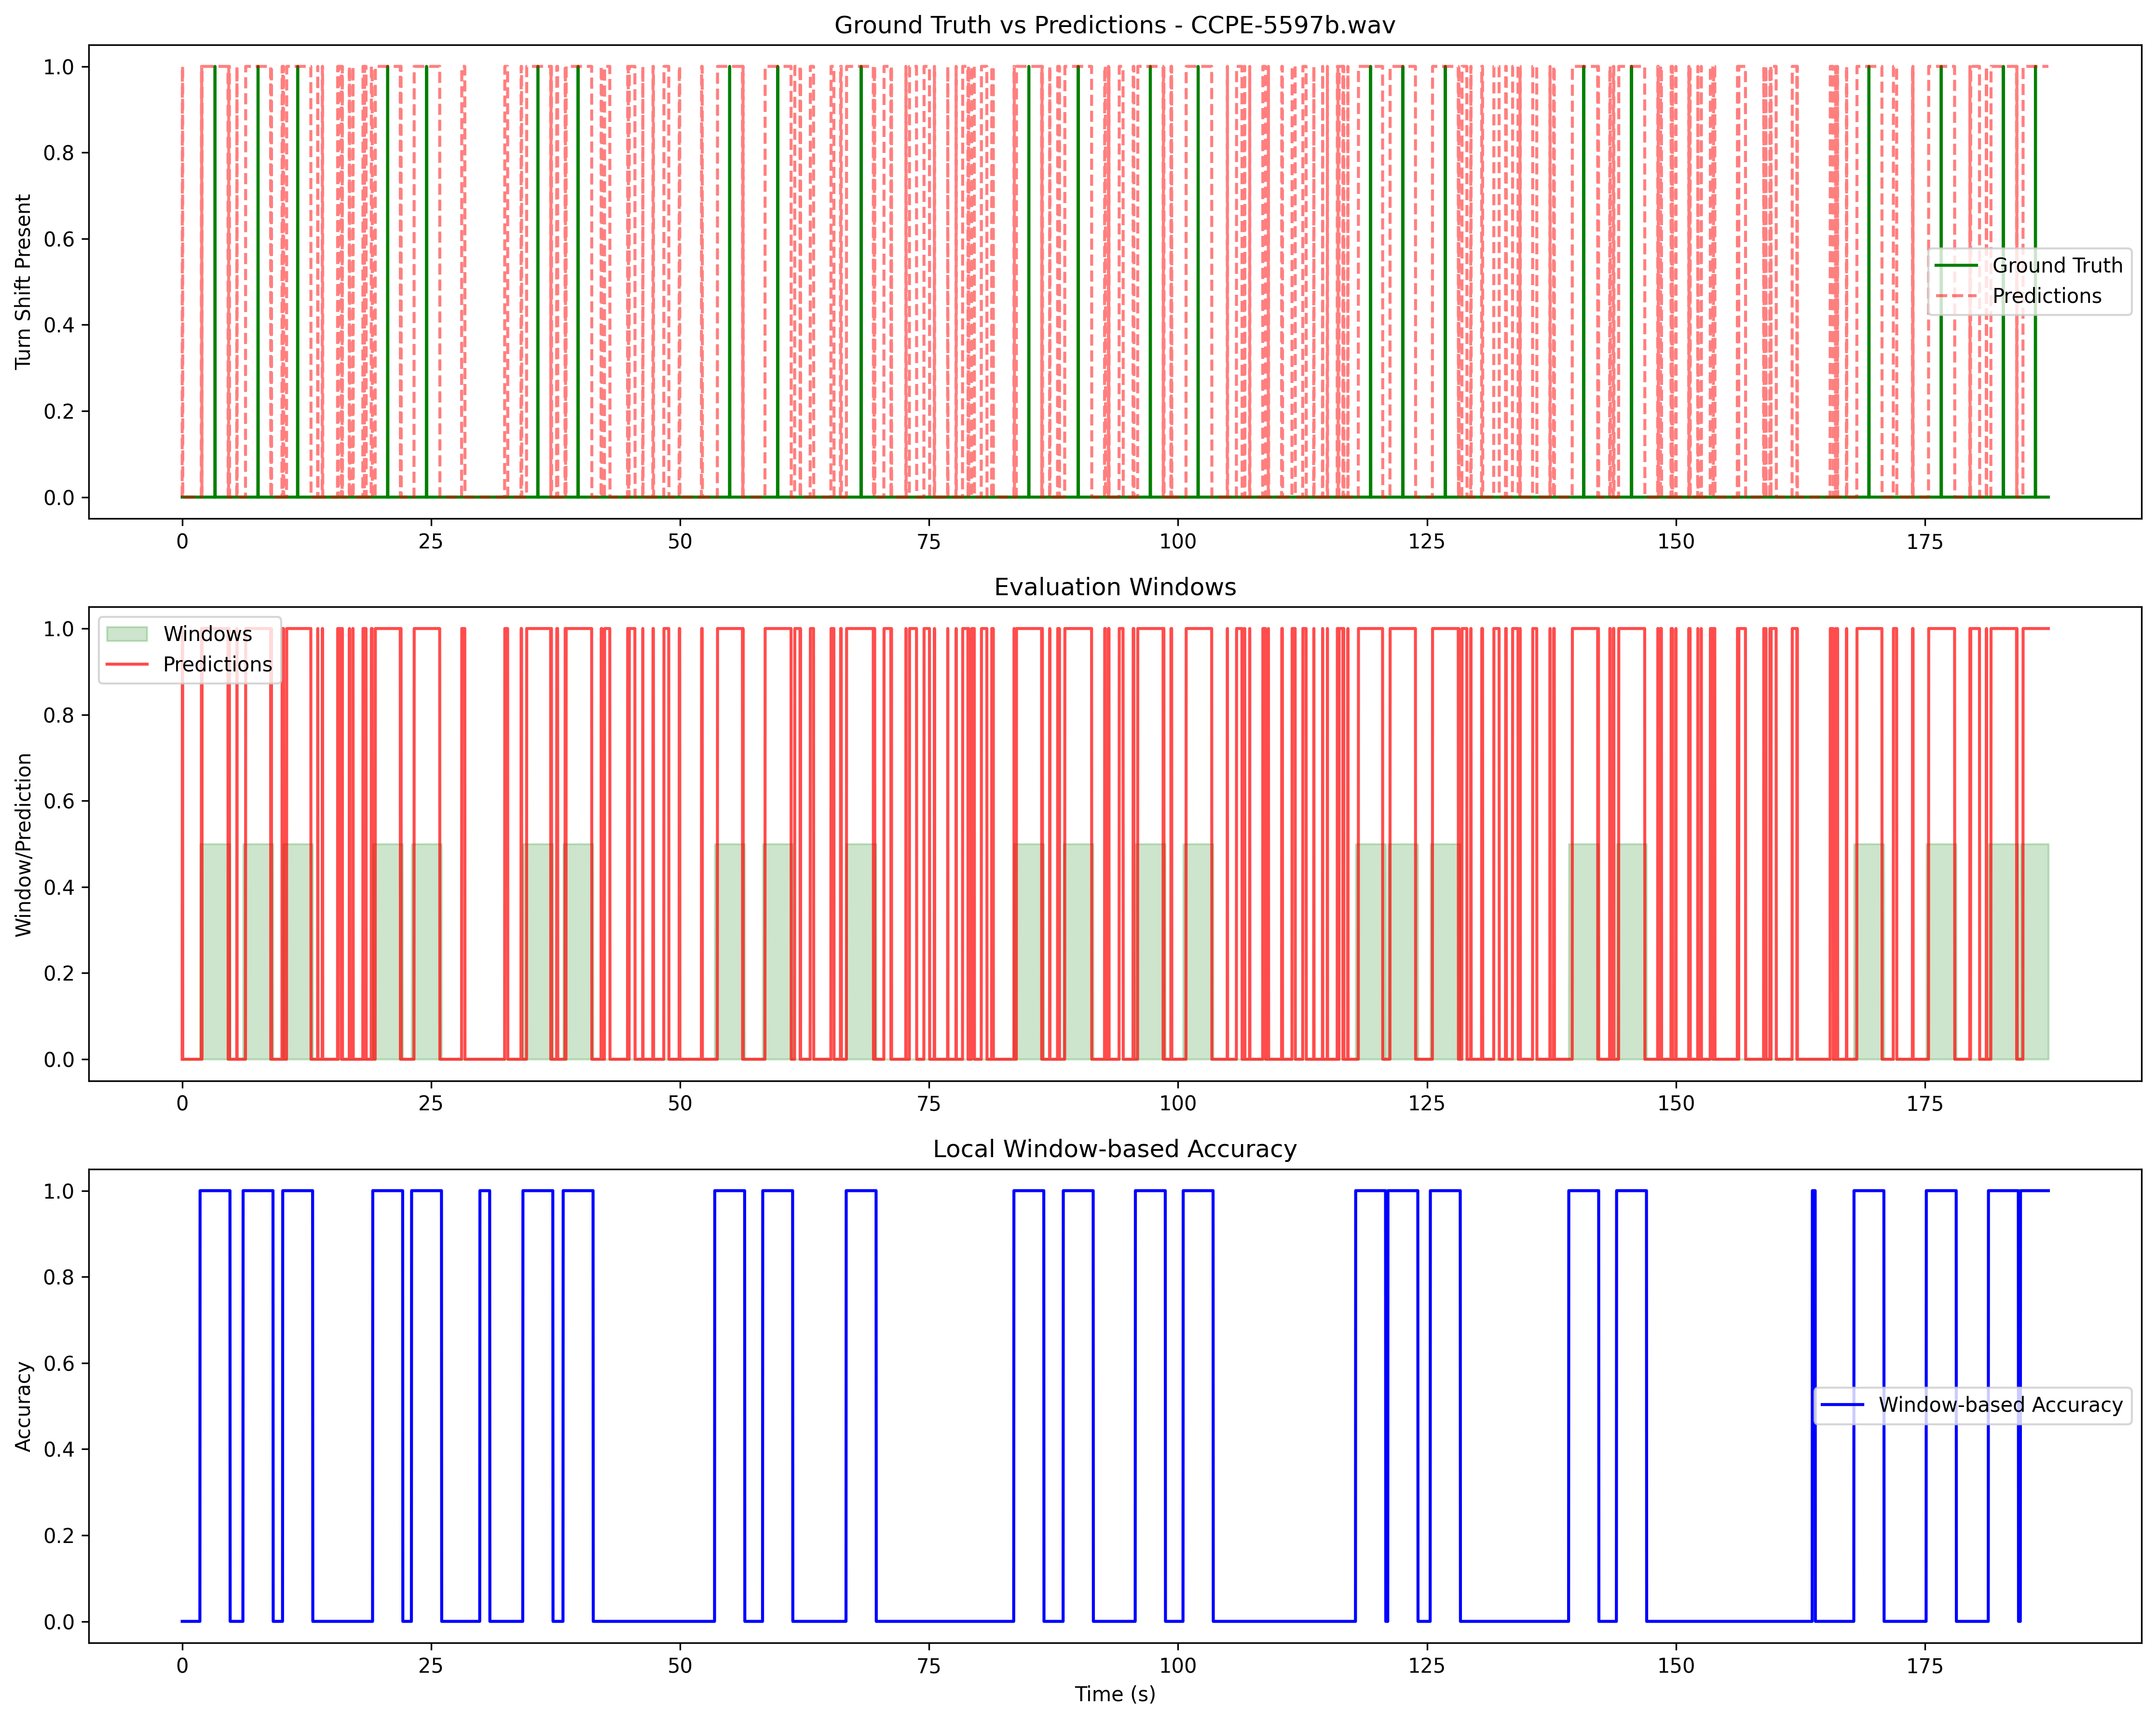 Ground Truth vs Predictions - CCPE-5597b.wav
Turn Shift Present
1.0
0.8
0.6
0.4
0.2
0.0
Ground Truth
Predictions
0 25 50 75 100 125 150 175
Evaluation Windows
Window/Prediction
1.0
0.8
0.6
0.4
0.2
0.0
Windows
Predictions
0 25 50 75 100 125 150 175
Local Window-based Accuracy
Accuracy
1.0
0.8
0.6
0.4
0.2
0.0
Window-based Accuracy
0 25 50 75 100 125 150 175
Time (s)